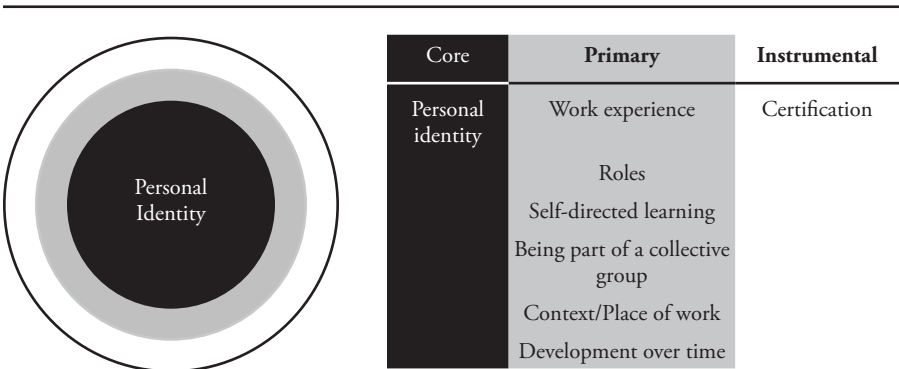 Personal
Identity
Core Primary Instrumental
Personal Work experience Certification
identity
Roles
Self-directed learning
Being part of a collective
group
Context/Place of work
Development over time